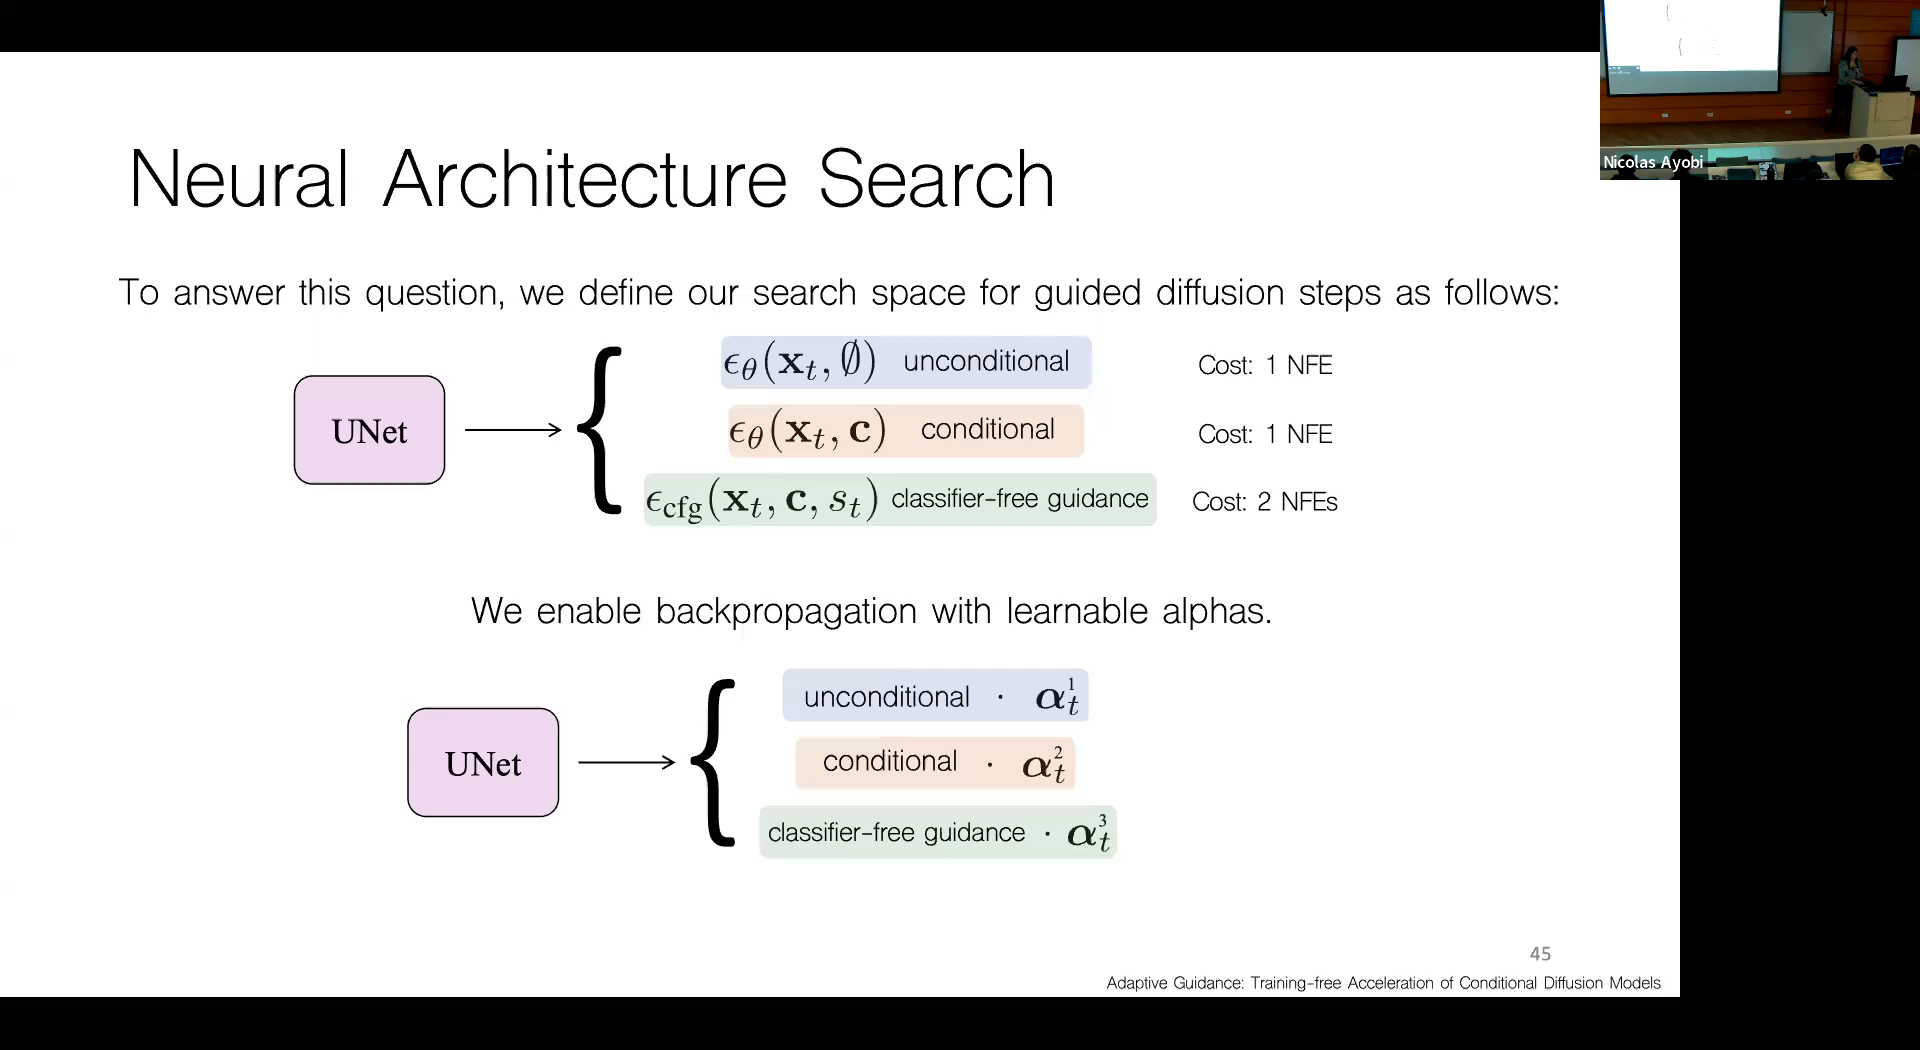 Neural Architecture Search
To answer this question, we define our search space for guided diffusion steps as follows:
UNet
ϵθ(xt, ∅) unconditional Cost: 1 NFE
ϵθ(xt, c) conditional Cost: 1 NFE
ϵcfg(xt, c, st) classifier-free guidance Cost: 2 NFEs
We enable backpropagation with learnable alphas.
UNet
unconditional · α¹t
conditional · α²t
classifier-free guidance · α³t
45
Adaptive Guidance: Training-free Acceleration of Conditional Diffusion Models
Nicolas Ayobi